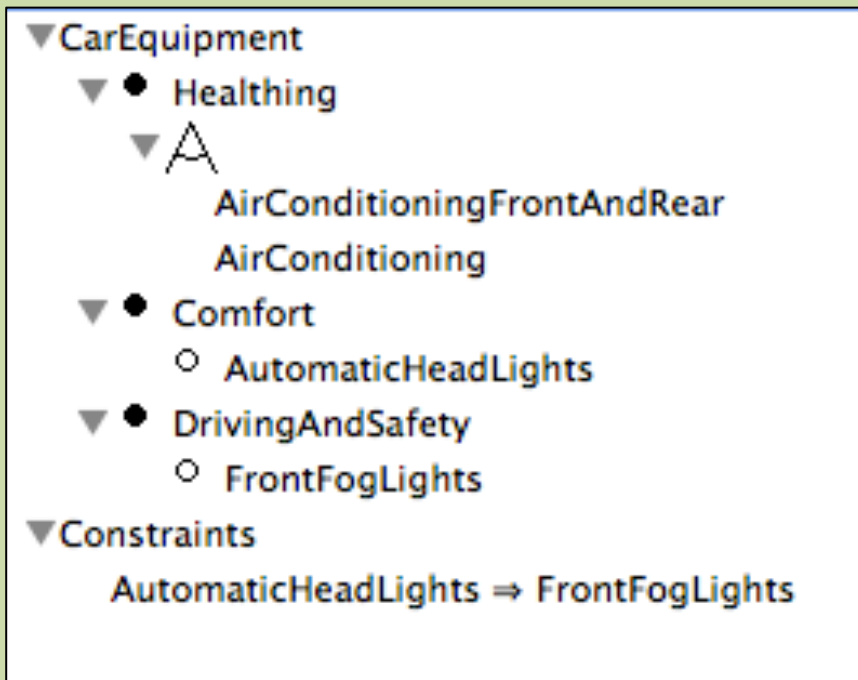 CarEquipment
Healthing
AirConditioningFrontAndRear
AirConditioning
Comfort
AutomaticHeadLights
DrivingAndSafety
FrontFogLights
Constraints
AutomaticHeadLights ⇒ FrontFogLights